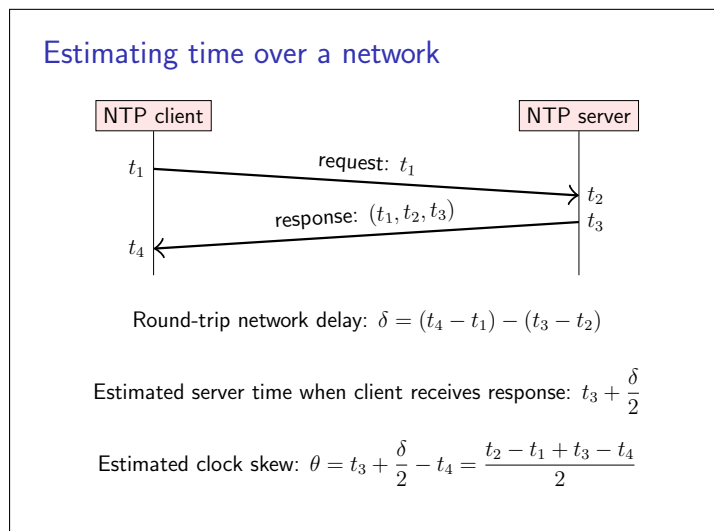 Estimating time over a network
NTP client NTP server
t₁ request: t₁
t₂
response: (t₁, t₂, t₃) t₃
t₄
Round-trip network delay: δ = (t₄ − t₁) − (t₃ − t₂)
Estimated server time when client receives response: t₃ + δ/2
Estimated clock skew: θ = t₃ + δ/2 − t₄ = (t₂ − t₁ + t₃ − t₄)/2